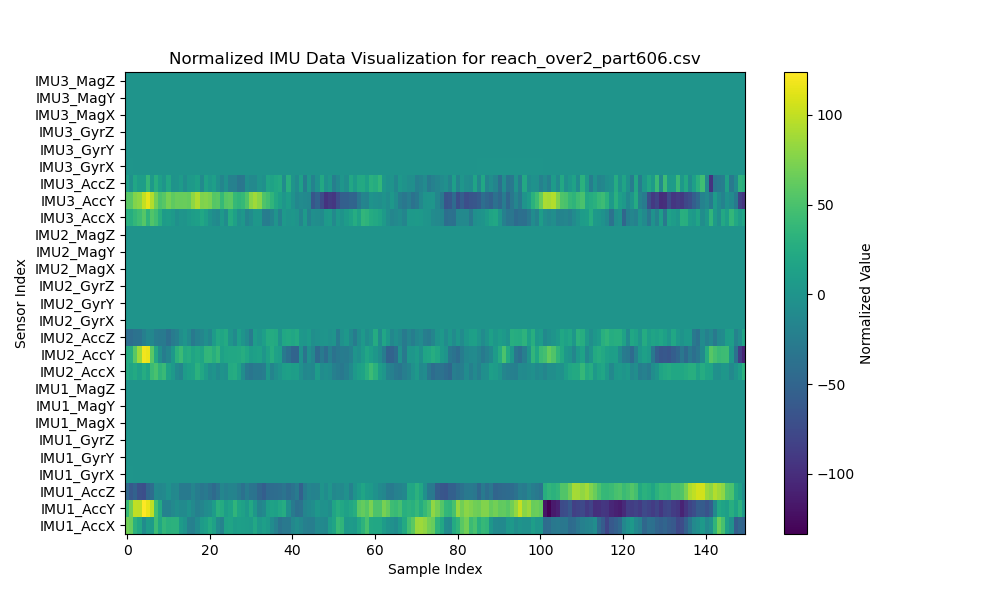 Normalized IMU Data Visualization for reach_over2_part606.csv
IMU3_MagZ
IMU3_MagY
IMU3_MagX
IMU3_GyrZ
IMU3_GyrY
IMU3_GyrX
IMU3_AccZ
IMU3_AccY
IMU3_AccX
IMU2_MagZ
IMU2_MagY
IMU2_MagX
IMU2_GyrZ
IMU2_GyrY
IMU2_GyrX
IMU2_AccZ
IMU2_AccY
IMU2_AccX
IMU1_MagZ
IMU1_MagY
IMU1_MagX
IMU1_GyrZ
IMU1_GyrY
IMU1_GyrX
IMU1_AccZ
IMU1_AccY
IMU1_AccX
Sensor Index
0 20 40 60 80 100 120 140
Sample Index
100
50
0
−50
−100
Normalized Value